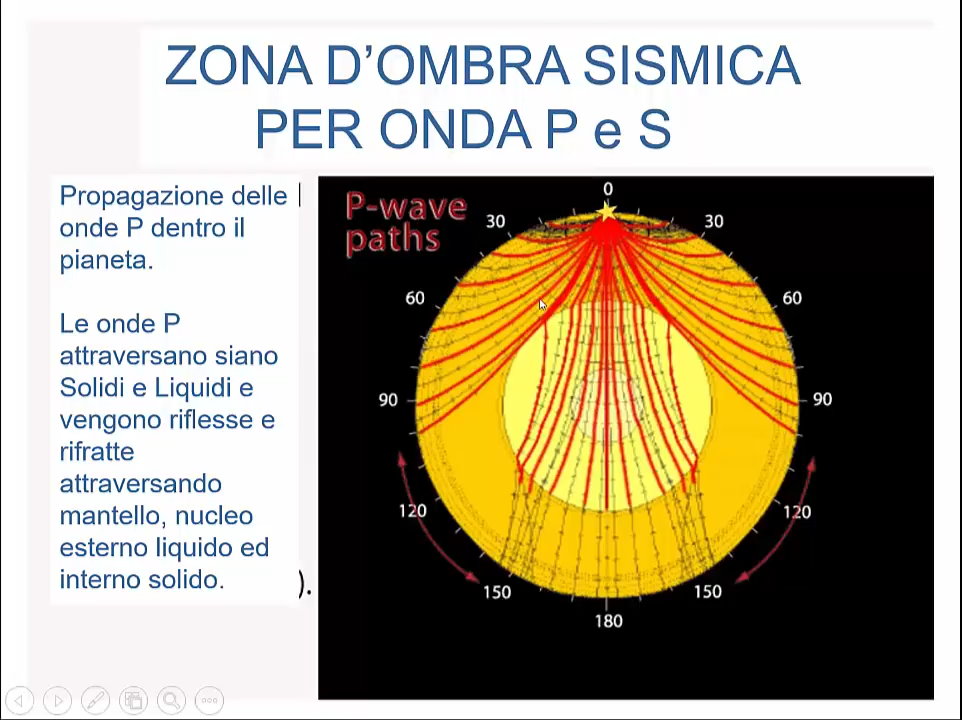 ZONA D’OMBRA SISMICA
PER ONDA P e S
Propagazione delle
onde P dentro il
pianeta.
Le onde P
attraversano siano
Solidi e Liquidi e
vengono riflesse e
rifratte
attraversando
mantello, nucleo
esterno liquido ed
interno solido.
).
P-wave
paths
0
30
30
60
60
90
90
120
120
150
150
180